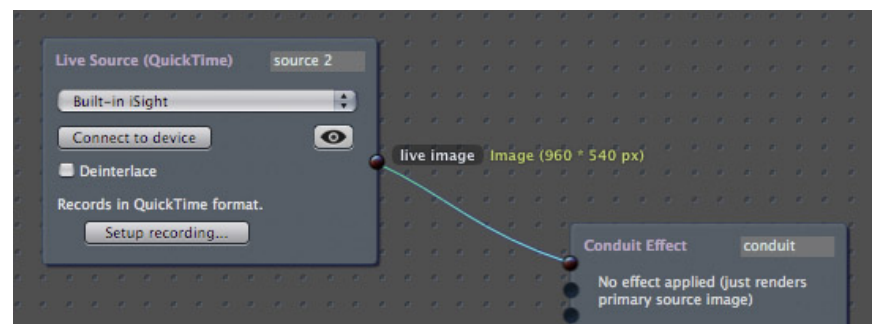 Live Source (QuickTime) source 2
Built-in iSight
Connect to device
live image Image (960 * 540 px)
Deinterlace
Records in QuickTime format.
Setup recording...
Conduit Effect conduit
No effect applied (just renders
primary source image)